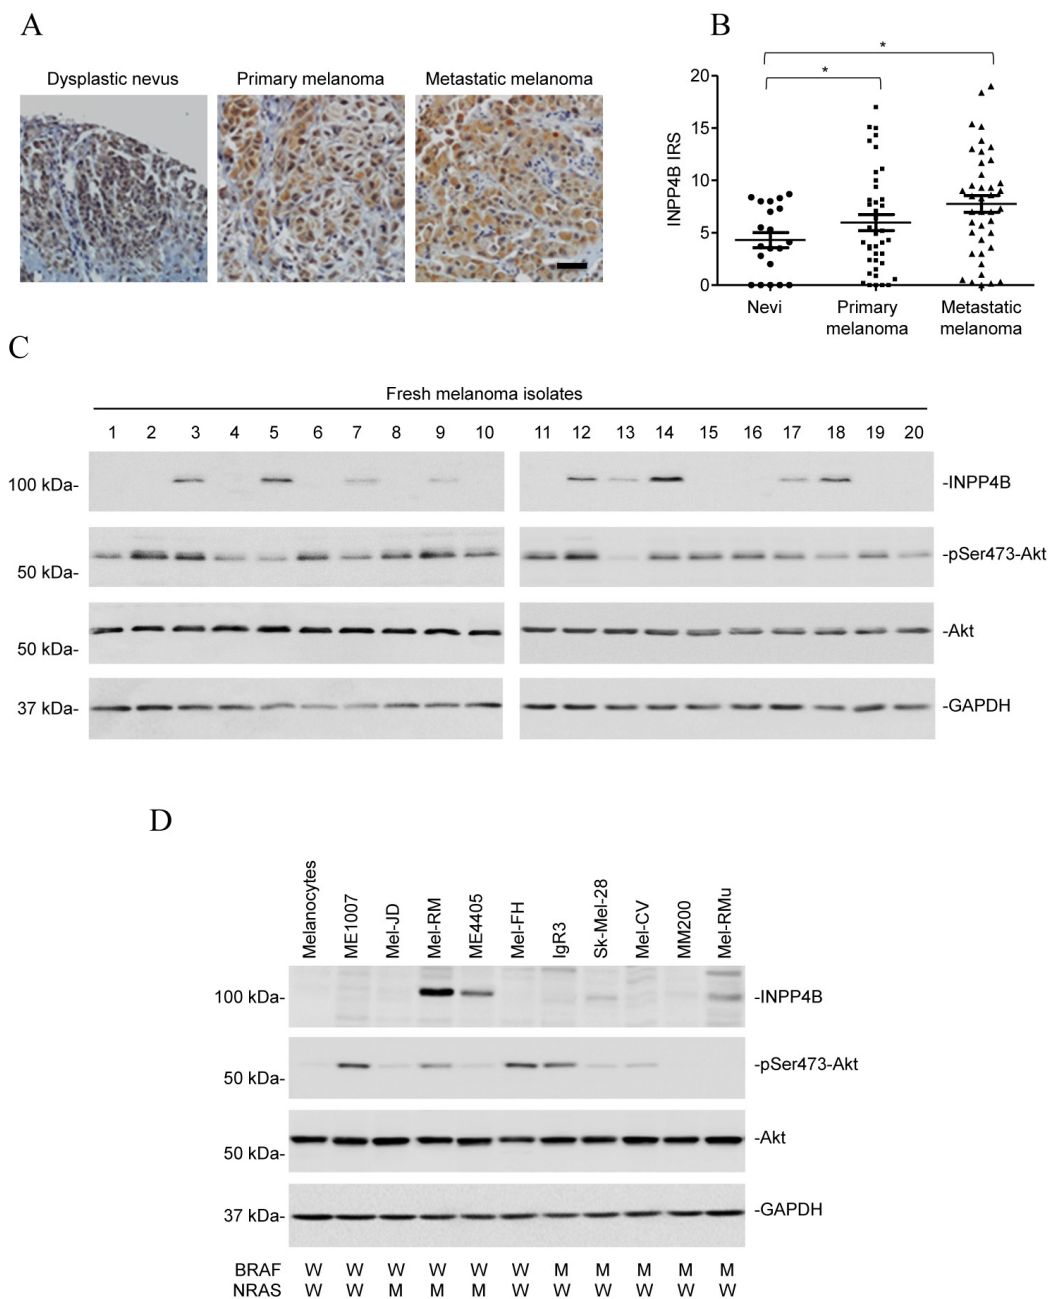 A
B
Dysplastic nevus Primary melanoma Metastatic melanoma
*
*
INPP4B IRS
20
15
10
5
0
Nevi Primary melanoma Metastatic melanoma
C
Fresh melanoma isolates
1 2 3 4 5 6 7 8 9 10 11 12 13 14 15 16 17 18 19 20
100 kDa- -INPP4B
50 kDa- -pSer473-Akt
50 kDa- -Akt
37 kDa- -GAPDH
D
Melanocytes ME1007 Mel-JD Mel-RM ME4405 Mel-FH IgR3 Sk-Mel-28 Mel-CV MM200 Mel-RMu
100 kDa- -INPP4B
50 kDa- -pSer473-Akt
50 kDa- -Akt
37 kDa- -GAPDH
BRAF W W W W W W M M M M M
NRAS W W M M M W W W W W W